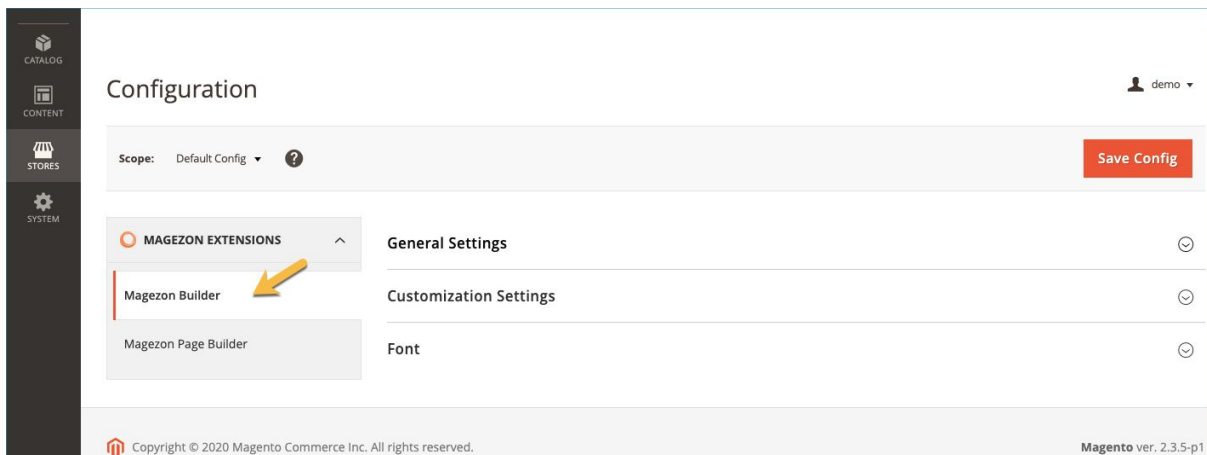 CATALOG
CONTENT
STORES
SYSTEM
Configuration
demo
Scope: Default Config ?
Save Config
MAGEZON EXTENSIONS
Magezon Builder
Magezon Page Builder
General Settings
Customization Settings
Font
Copyright © 2020 Magento Commerce Inc. All rights reserved.
Magento ver. 2.3.5-p1